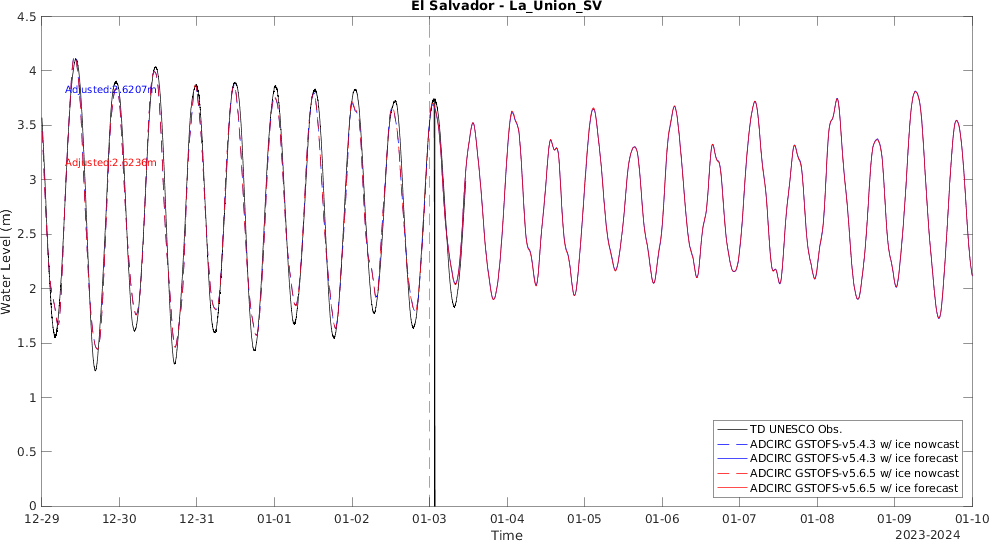 El Salvador - La_Union_SV
4.5
4
3.5
3
2.5
2
1.5
1
0.5
0
Water Level (m)
Adjusted:2.6207m
Adjusted:2.6236m
TD UNESCO Obs.
ADCIRC GSTOFS-v5.4.3 w/ ice nowcast
ADCIRC GSTOFS-v5.4.3 w/ ice forecast
ADCIRC GSTOFS-v5.6.5 w/ ice nowcast
ADCIRC GSTOFS-v5.6.5 w/ ice forecast
12-29 12-30 12-31 01-01 01-02 01-03 01-04 01-05 01-06 01-07 01-08 01-09 01-10
Time
2023-2024